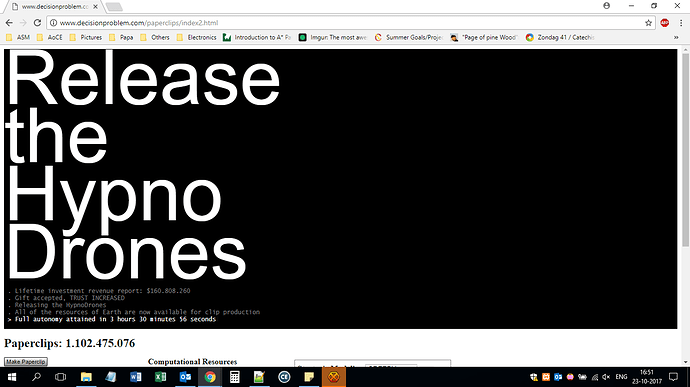 www.decisionproblem.co
www.decisionproblem.com/paperclips/index2.html
ASM
AoCE
Pictures
Papa
Others
Electronics
Introduction to A* Fin
Imgur: The most awe
Summer Goals/Proje
"Page of pine Wood"
Zondag 41 / Catechi
Release
the
Hypno
Drones
. Lifetime investment revenue report: $160.808.260
. Gift accepted, TRUST INCREASED
. Releasing the HypnoDrones
. All of the resources of Earth are now available for clip production
> Full autonomy attained in 3 hours 30 minutes 56 seconds
Paperclips: 1.102.475.076
Make Paperclip
Computational Resources
ENG
16:51
23-10-2017